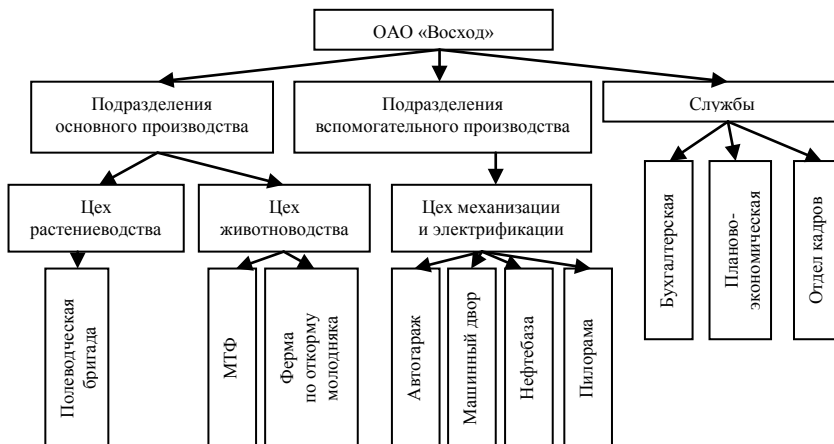 ОАО «Восход»
Подразделения
основного производства
Подразделения
вспомогательного производства
Службы
Цех
растениеводства
Цех
животноводства
Цех механизации
и электрификации
Бухгалтерская
Планово-
экономическая
Отдел кадров
Полеводческая
бригада
МТФ
Ферма
по откорму
молодняка
Автогараж
Машинный двор
Нефтебаза
Пилорама